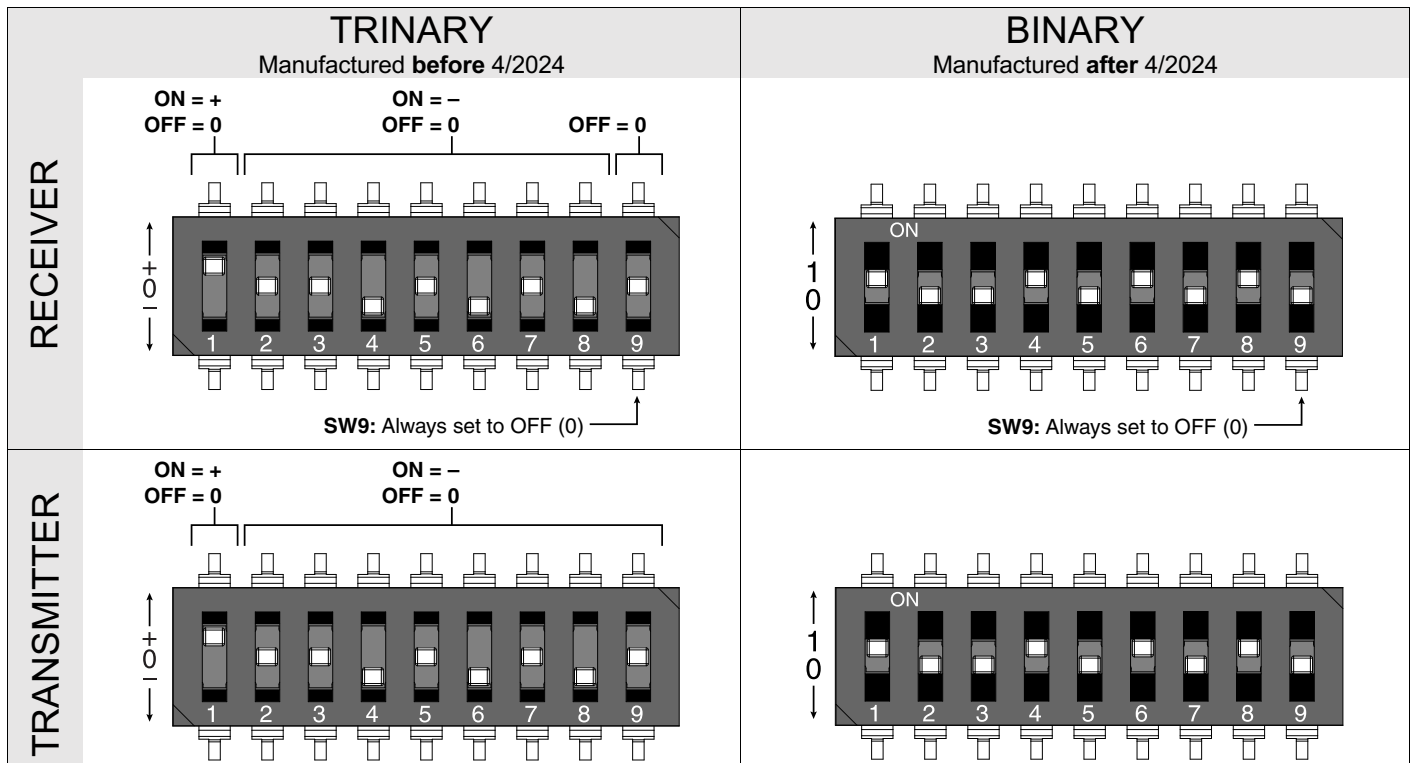 TRINARY
Manufactured before 4/2024
BINARY
Manufactured after 4/2024
RECEIVER
ON = +
OFF = 0
ON = –
OFF = 0
OFF = 0
+
0
–
1 2 3 4 5 6 7 8 9
SW9: Always set to OFF (0)
ON
1
0
1 2 3 4 5 6 7 8 9
SW9: Always set to OFF (0)
TRANSMITTER
ON = +
OFF = 0
ON = –
OFF = 0
+
0
–
1 2 3 4 5 6 7 8 9
ON
1
0
1 2 3 4 5 6 7 8 9